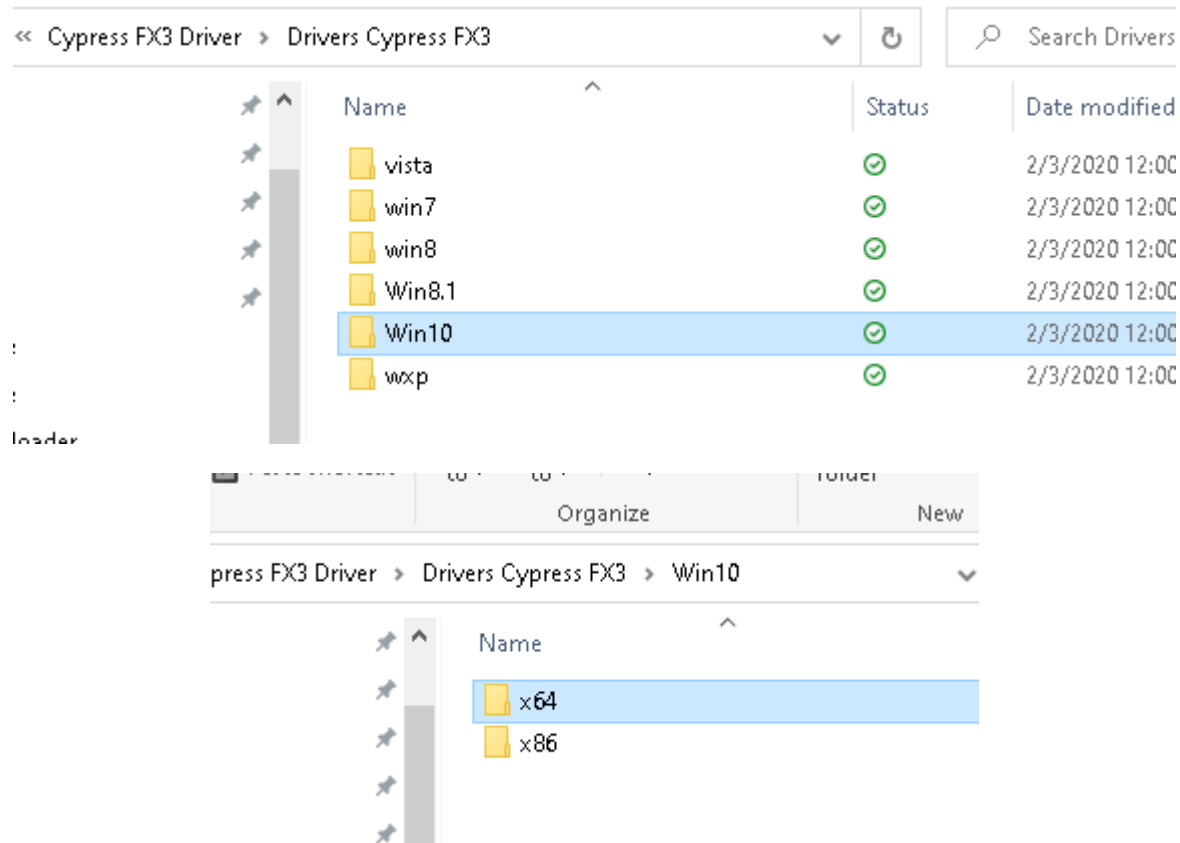 « Cypress FX3 Driver > Drivers Cypress FX3 Search Drivers
Name Status Date modified
vista 2/3/2020 12:00
win7 2/3/2020 12:00
win8 2/3/2020 12:00
Win8.1 2/3/2020 12:00
Win10 2/3/2020 12:00
wxp 2/3/2020 12:00
loader
folder
Organize New
press FX3 Driver > Drivers Cypress FX3 > Win10
Name
x64
x86